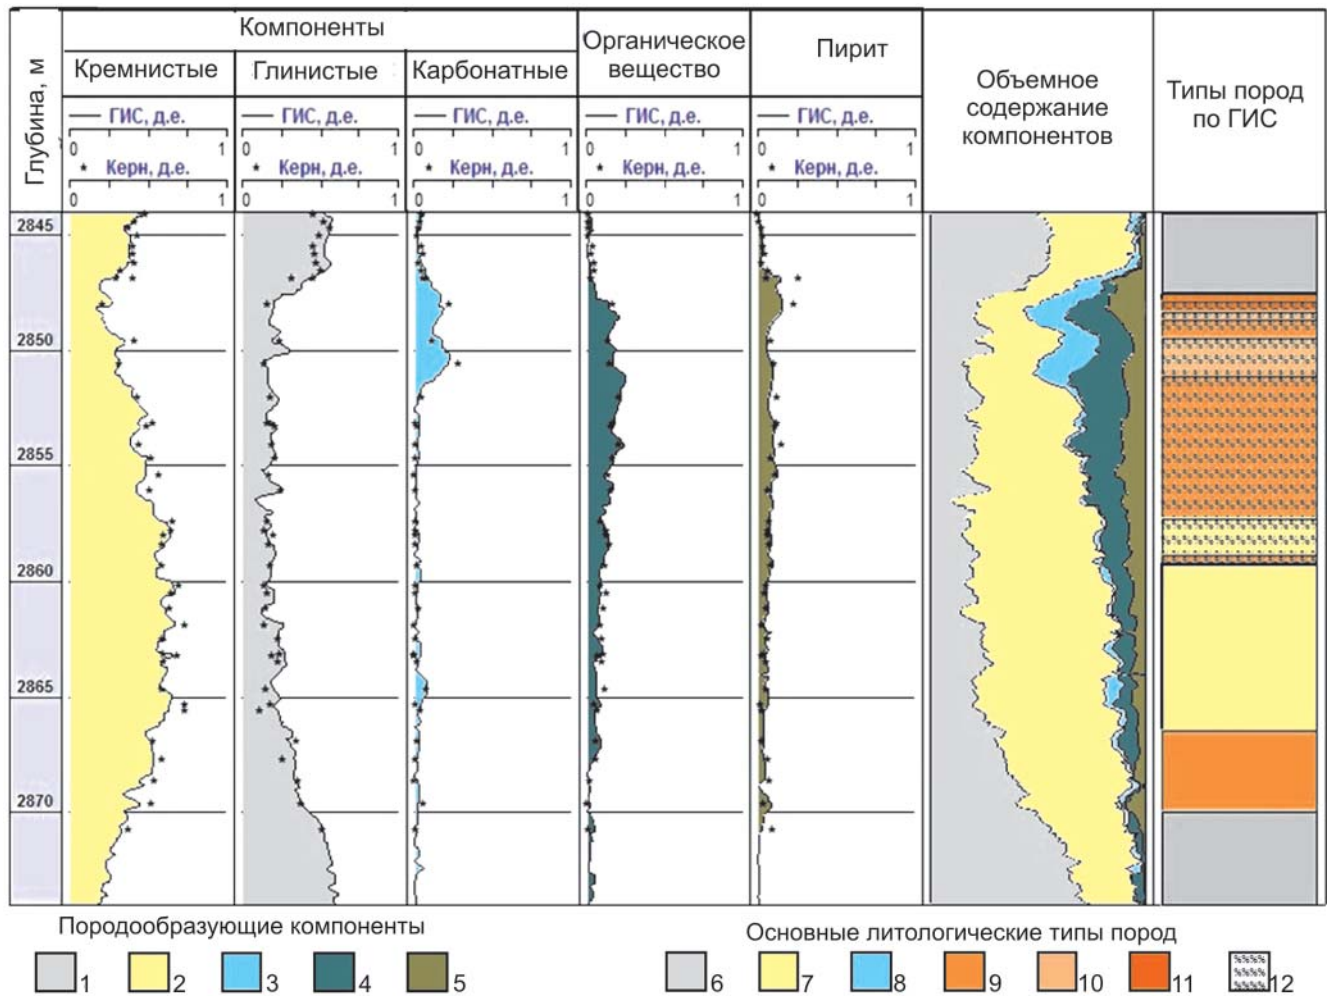 Глубина, м
Компоненты
Кремнистые
Глинистые
Карбонатные
Органическое
вещество
Пирит
Объемное
содержание
компонентов
Типы пород
по ГИС
ГИС, д.е.
0 1
Керн, д.е.
0 1
ГИС, д.е.
0 1
Керн, д.е.
0 1
ГИС, д.е.
0 1
Керн, д.е.
0 1
ГИС, д.е.
0 1
Керн, д.е.
0 1
ГИС, д.е.
0 1
Керн, д.е.
0 1
2845
2850
2855
2860
2865
2870
Породообразующие компоненты
1 2 3 4 5
Основные литологические типы пород
6 7 8 9 10 11 12